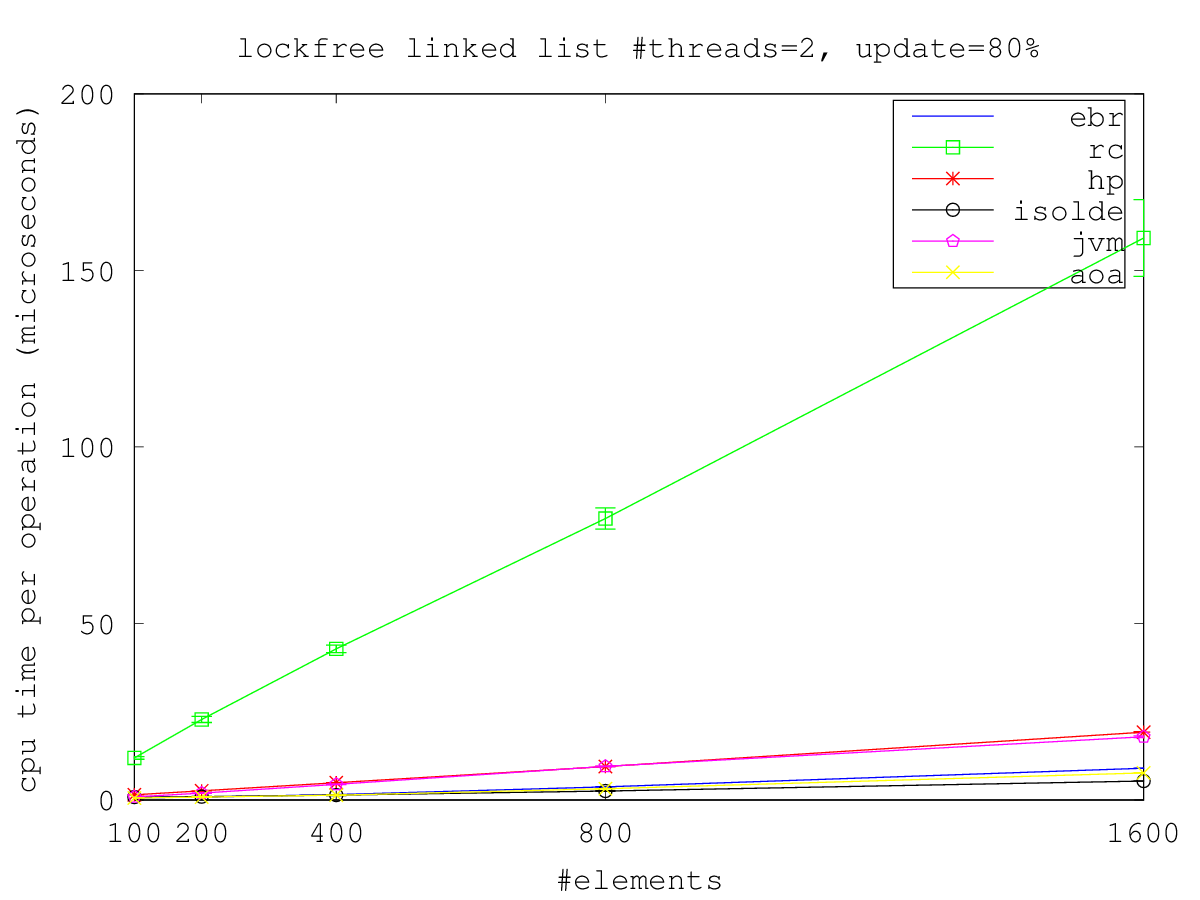 lockfree linked list #threads=2, update=80%
cpu time per operation (microseconds)
200
150
100
50
0
ebr
rc
hp
isolde
jvm
aoa
100 200 400 800 1600
#elements